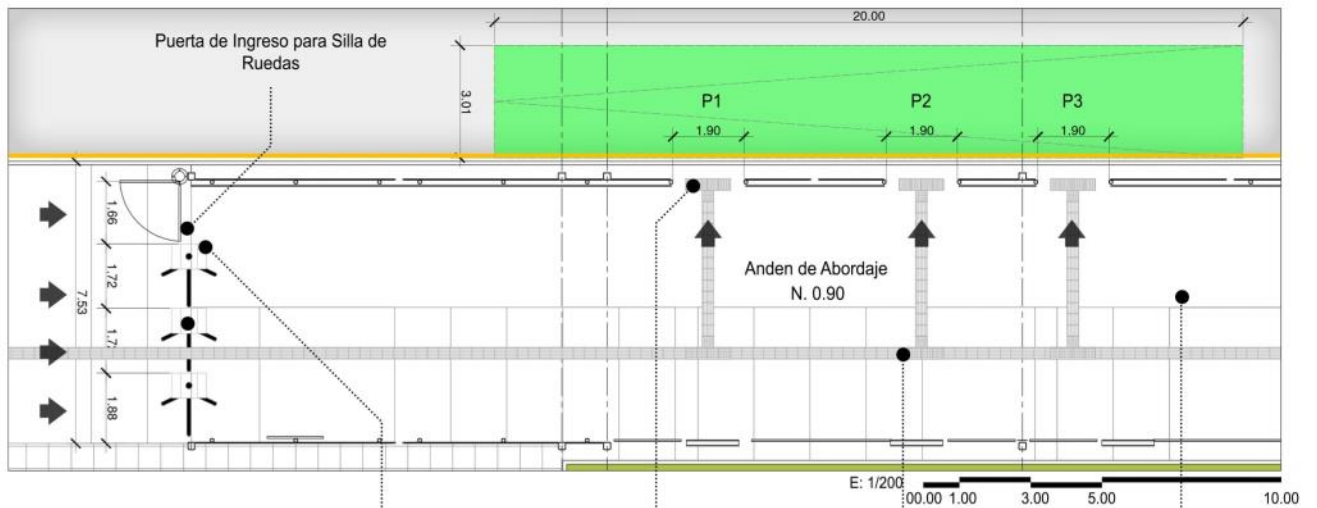 20.00
Puerta de Ingreso para Silla de
Ruedas
3.01
P1
P2
P3
1.90
1.90
1.90
1.66
1.72
7.53
1.7
1.88
Anden de Abordaje
N. 0.90
E: 1/200
00.00 1.00 3.00 5.00 10.00